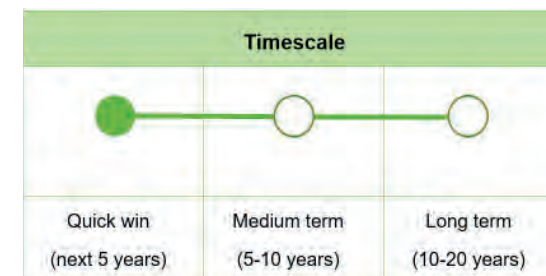 Timescale
Quick win
(next 5 years)
Medium term
(5-10 years)
Long term
(10-20 years)